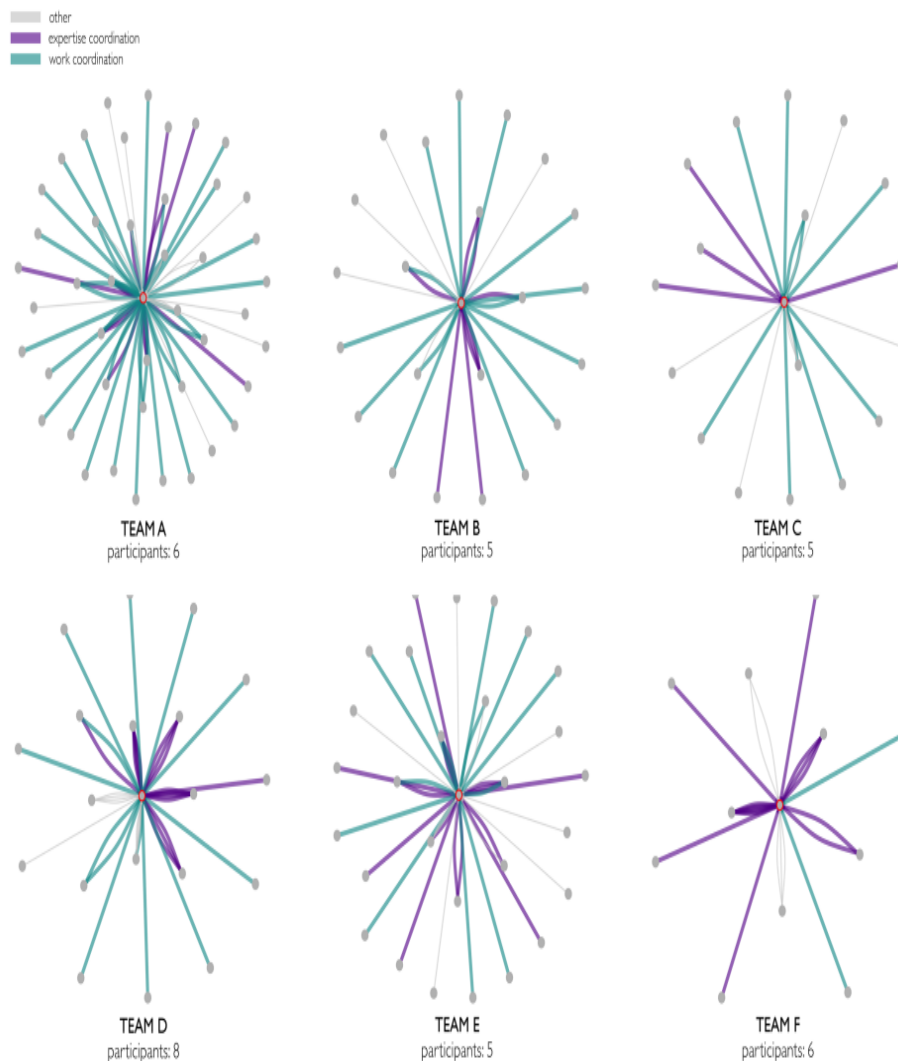 other
expertise coordination
work coordination
TEAM A
participants: 6
TEAM B
participants: 5
TEAM C
participants: 5
TEAM D
participants: 8
TEAM E
participants: 5
TEAM F
participants: 6